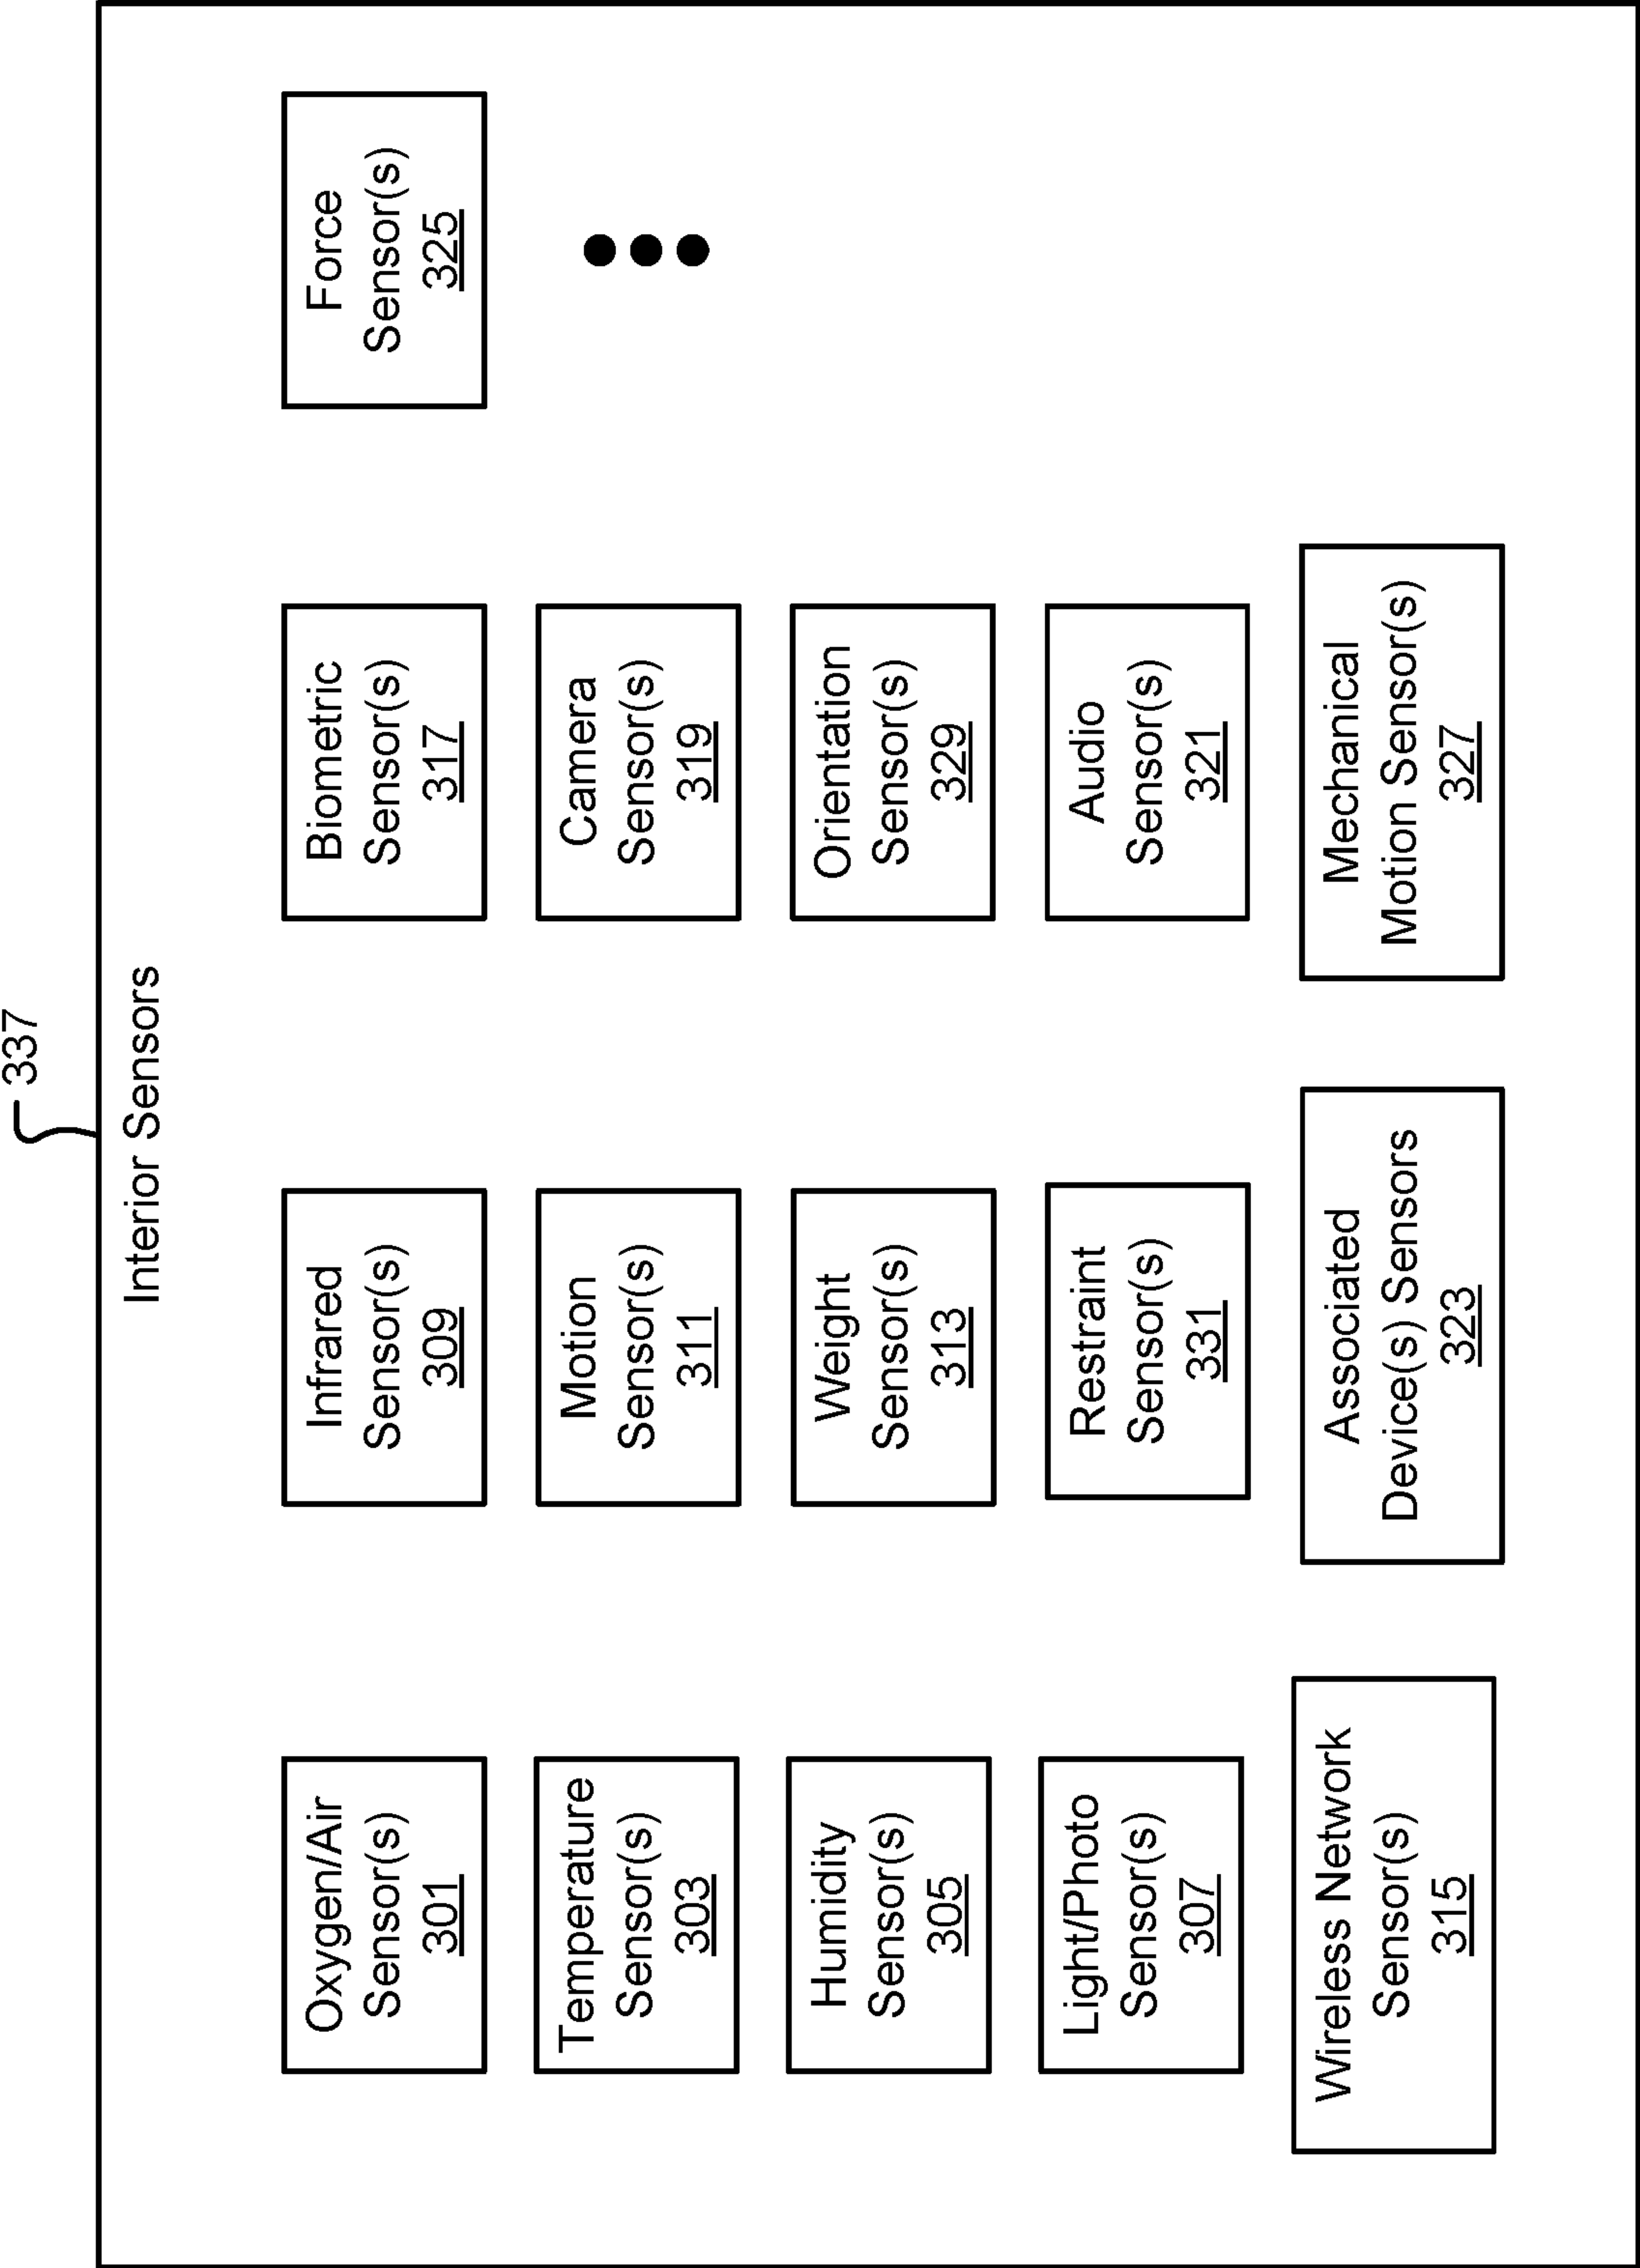 337
Interior Sensors
Oxygen/Air
Sensor(s)
301
Temperature
Sensor(s)
303
Humidity
Sensor(s)
305
Light/Photo
Sensor(s)
307
Wireless Network
Sensor(s)
315
Infrared
Sensor(s)
309
Motion
Sensor(s)
311
Weight
Sensor(s)
313
Restraint
Sensor(s)
331
Associated
Device(s) Sensors
323
Biometric
Sensor(s)
317
Camera
Sensor(s)
319
Orientation
Sensor(s)
329
Audio
Sensor(s)
321
Mechanical
Motion Sensor(s)
327
Force
Sensor(s)
325